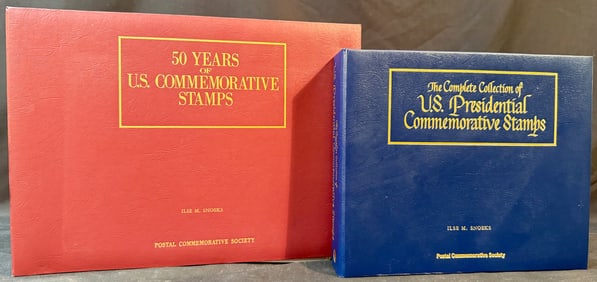 50 YEARS
OF
U.S. COMMEMORATIVE
STAMPS
ILSE M. SNOEKS
POSTAL COMMEMORATIVE SOCIETY
The Complete Collection of
U.S. Presidential
Commemorative Stamps
ILSE M. SNOEKS
Postal Commemorative Society